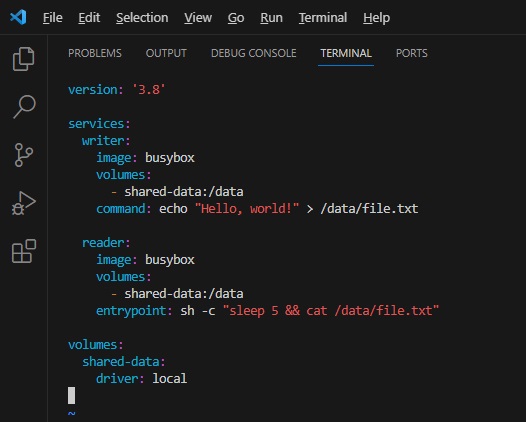 File Edit Selection View Go Run Terminal Help
PROBLEMS OUTPUT DEBUG CONSOLE TERMINAL PORTS
version: '3.8'
services:
  writer:
    image: busybox
    volumes:
      - shared-data:/data
    command: echo "Hello, world!" > /data/file.txt
  reader:
    image: busybox
    volumes:
      - shared-data:/data
    entrypoint: sh -c "sleep 5 && cat /data/file.txt"
volumes:
  shared-data:
    driver: local
~